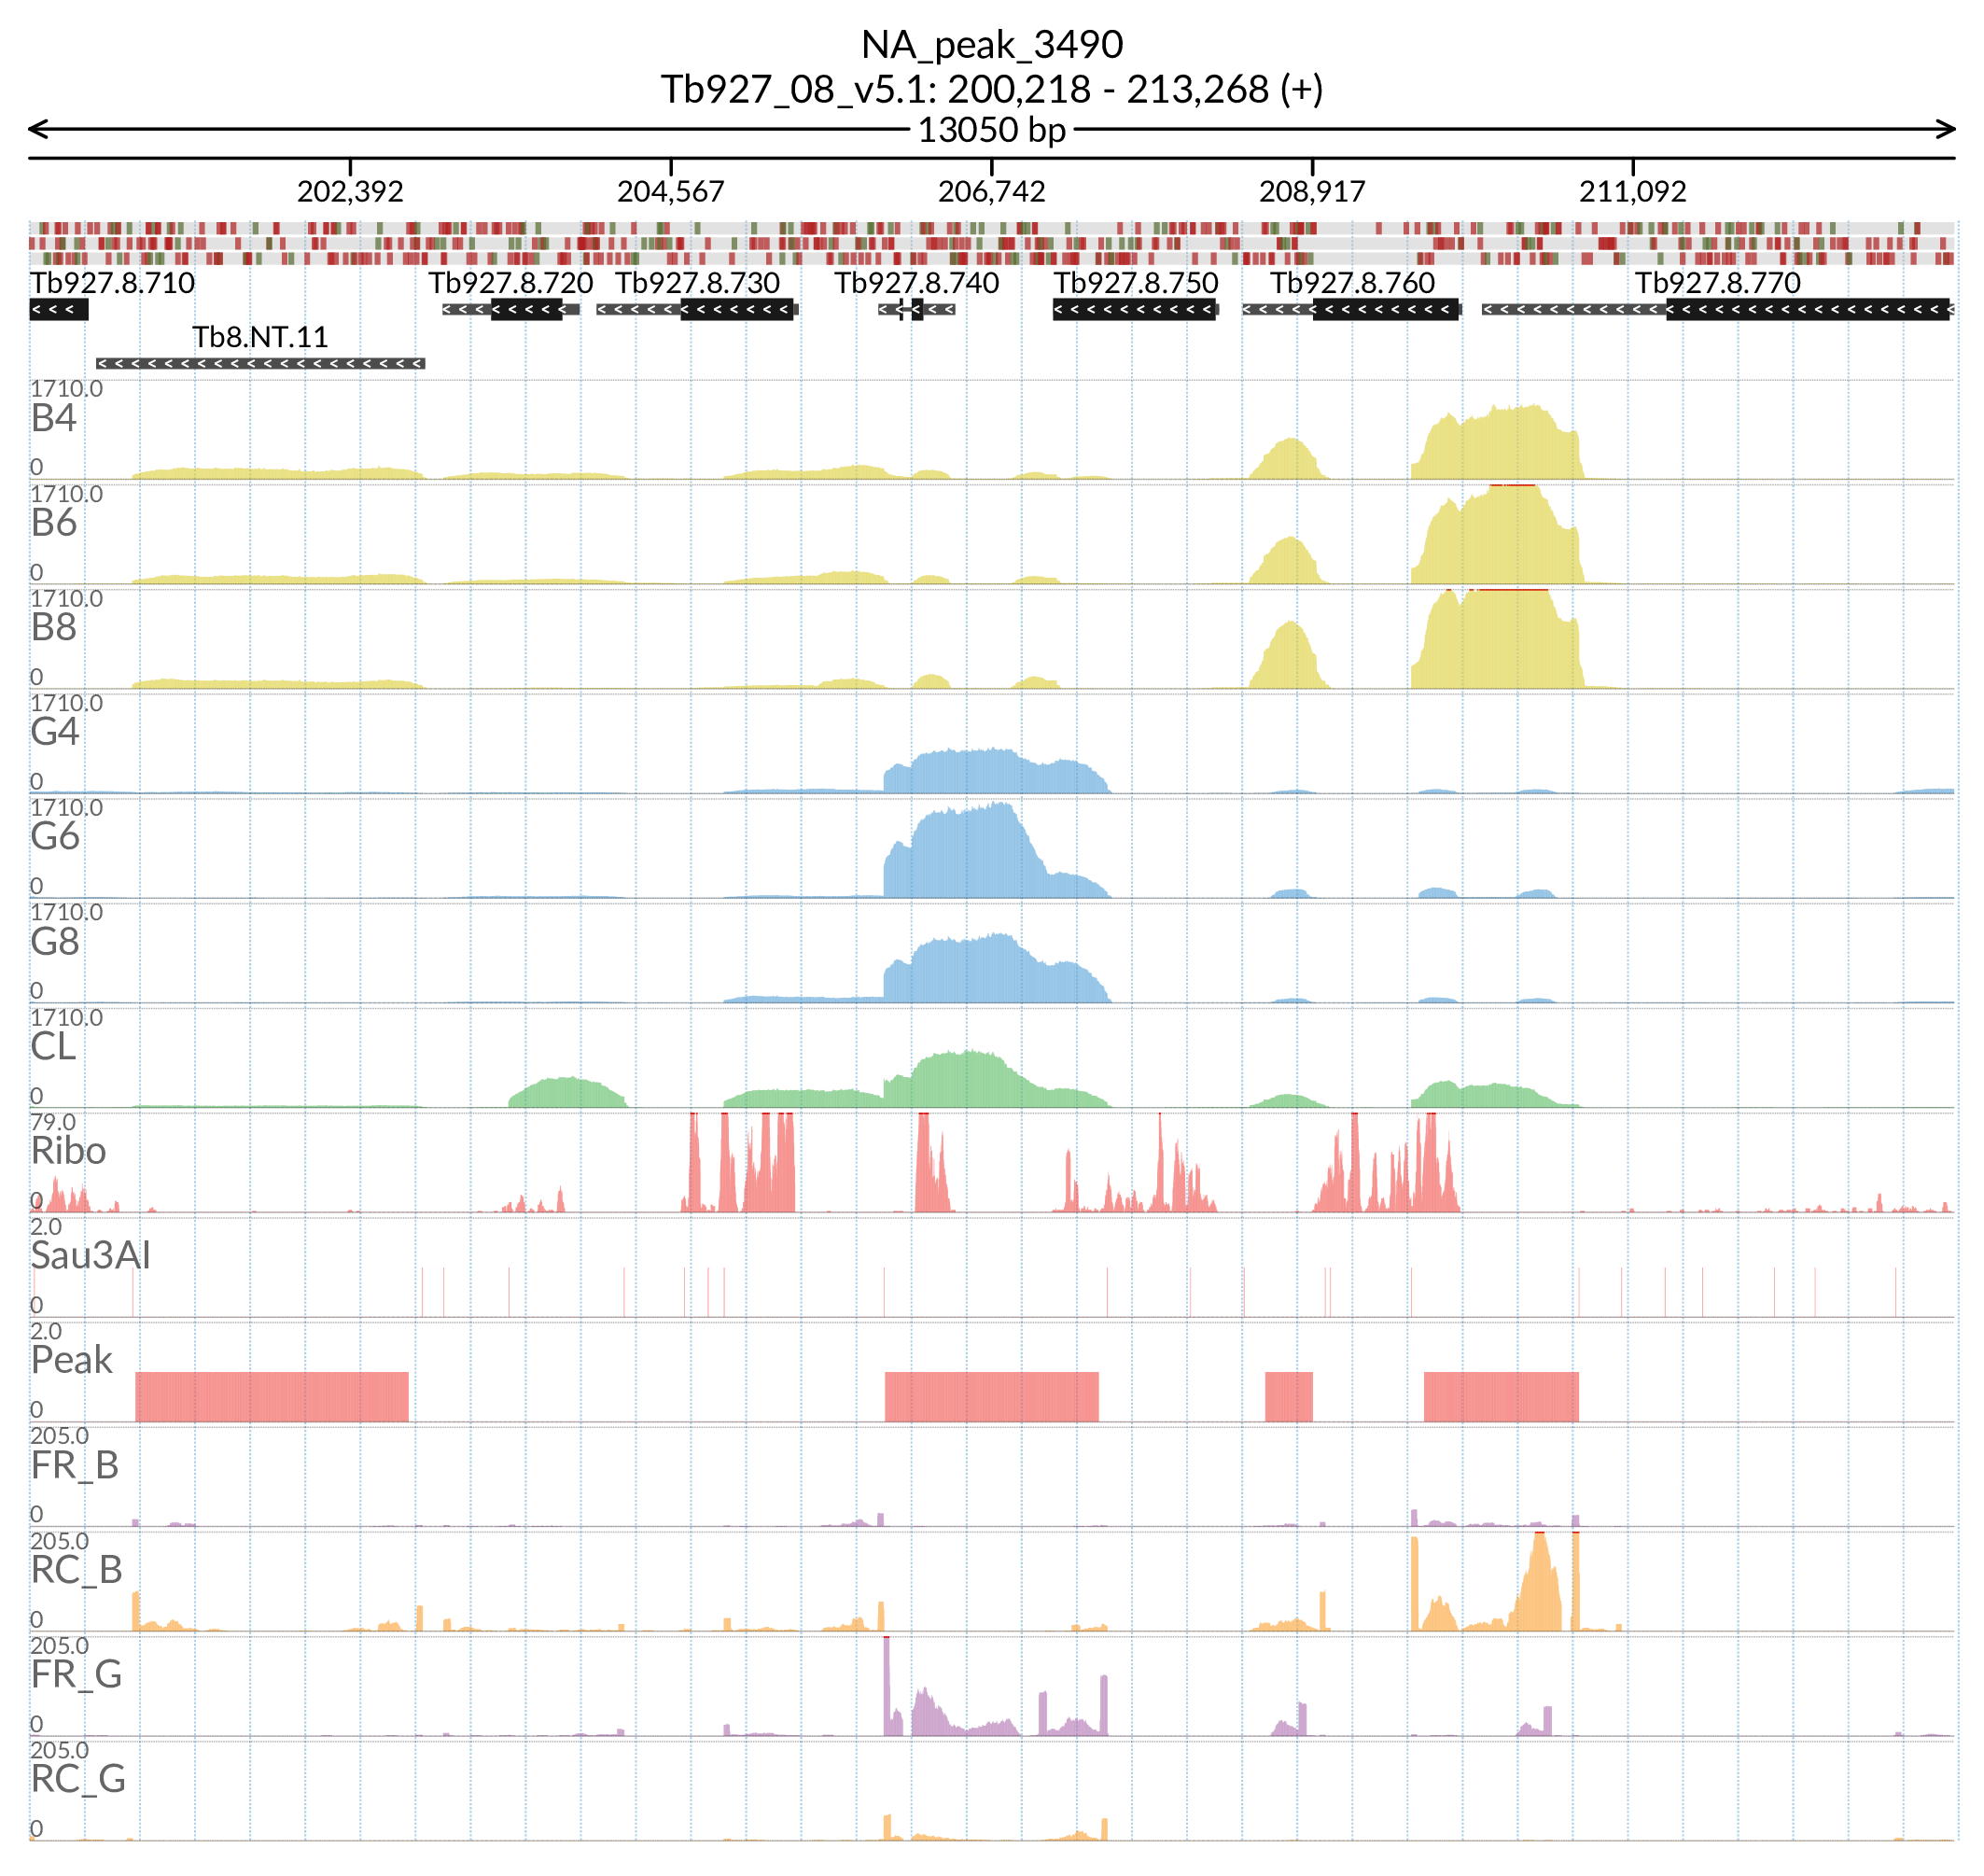 NA_peak_3490
Tb927_08_v5.1: 200,218 - 213,268 (+)
13050 bp
202,392 204,567 206,742 208,917 211,092
Tb927.8.710 Tb927.8.720 Tb927.8.730 Tb927.8.740 Tb927.8.750 Tb927.8.760 Tb927.8.770
Tb8.NT.11
1710.0
B4
0
1710.0
B6
0
1710.0
B8
0
1710.0
G4
0
1710.0
G6
0
1710.0
G8
0
1710.0
CL
0
79.0
Ribo
0
2.0
Sau3AI
0
2.0
Peak
0
205.0
FR_B
0
205.0
RC_B
0
205.0
FR_G
0
205.0
RC_G
0